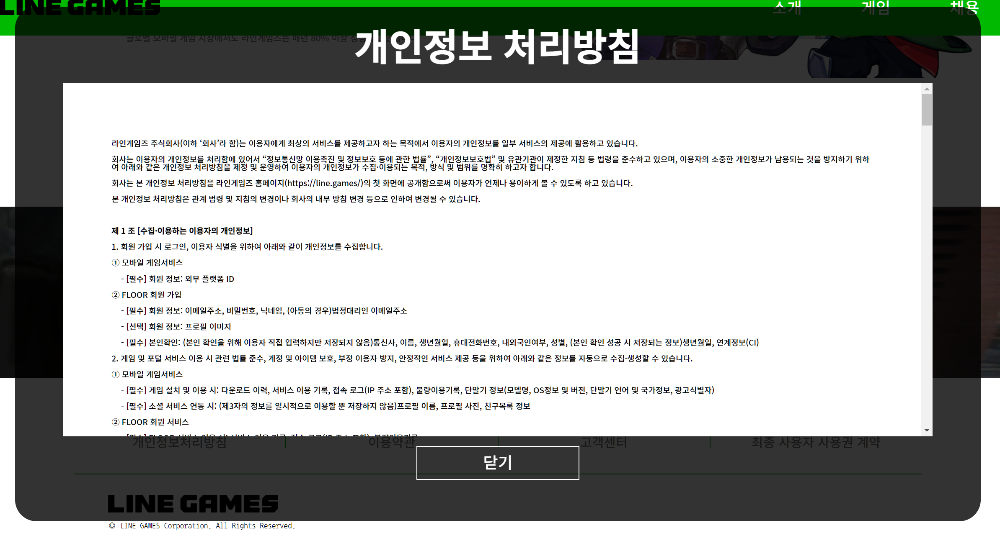 LINE GAMES
소개
게임
채용
글로벌 모바일 게임 시장에서도 라인게임즈는 매년 80% 이상 성장
개인정보 처리방침
라인게임즈 주식회사(이하 ‘회사’라 함)는 이용자에게 최상의 서비스를 제공하고자 하는 목적에서 이용자의 개인정보를 일부 서비스의 제공에 활용하고 있습니다.
회사는 이용자의 개인정보를 처리함에 있어서 “정보통신망 이용촉진 및 정보보호 등에 관한 법률”, “개인정보보호법” 및 유관기관이 제정한 지침 등 법령을 준수하고 있으며, 이용자의 소중한 개인정보가 남용되는 것을 방지하기 위하
여 아래와 같은 개인정보 처리방침을 제정 및 운영하여 이용자의 개인정보가 수집·이용되는 목적, 방식 및 범위를 명확히 하고자 합니다.
회사는 본 개인정보 처리방침을 라인게임즈 홈페이지(https://line.games/)의 첫 화면에 공개함으로써 이용자가 언제나 용이하게 볼 수 있도록 하고 있습니다.
본 개인정보 처리방침은 관계 법령 및 지침의 변경이나 회사의 내부 방침 변경 등으로 인하여 변경될 수 있습니다.
제 1 조 [수집·이용하는 이용자의 개인정보]
1. 회원 가입 시 로그인, 이용자 식별을 위하여 아래와 같이 개인정보를 수집합니다.
① 모바일 게임서비스
- [필수] 회원 정보: 외부 플랫폼 ID
② FLOOR 회원 가입
- [필수] 회원 정보: 이메일주소, 비밀번호, 닉네임, (아동의 경우)법정대리인 이메일주소
- [선택] 회원 정보: 프로필 이미지
- [필수] 본인확인: (본인 확인을 위해 이용자 직접 입력하지만 저장되지 않음)통신사, 이름, 생년월일, 휴대전화번호, 내외국인여부, 성별, (본인 확인 성공 시 저장되는 정보)생년월일, 연계정보(CI)
2. 게임 및 포털 서비스 이용 시 관련 법률 준수, 계정 및 아이템 보호, 부정 이용자 방지, 안정적인 서비스 제공 등을 위하여 아래와 같은 정보를 자동으로 수집·생성할 수 있습니다.
① 모바일 게임서비스
- [필수] 게임 설치 및 이용 시: 다운로드 이력, 서비스 이용 기록, 접속 로그(IP 주소 포함), 불량이용기록, 단말기 정보(모델명, OS정보 및 버전, 단말기 언어 및 국가정보, 광고식별자)
- [필수] 소셜 서비스 연동 시: (제3자의 정보를 일시적으로 이용할 뿐 저장하지 않음)프로필 이름, 프로필 사진, 친구목록 정보
② FLOOR 회원 서비스
- [필수] FLOOR 서비스 이용 시: 서비스 이용 기록, 접속 로그(IP 주소 포함), 불량이용기록
개인정보처리방침
이용약관
고객센터
최종 사용자 사용권 계약
닫기
LINE GAMES
© LINE GAMES Corporation. All Rights Reserved.